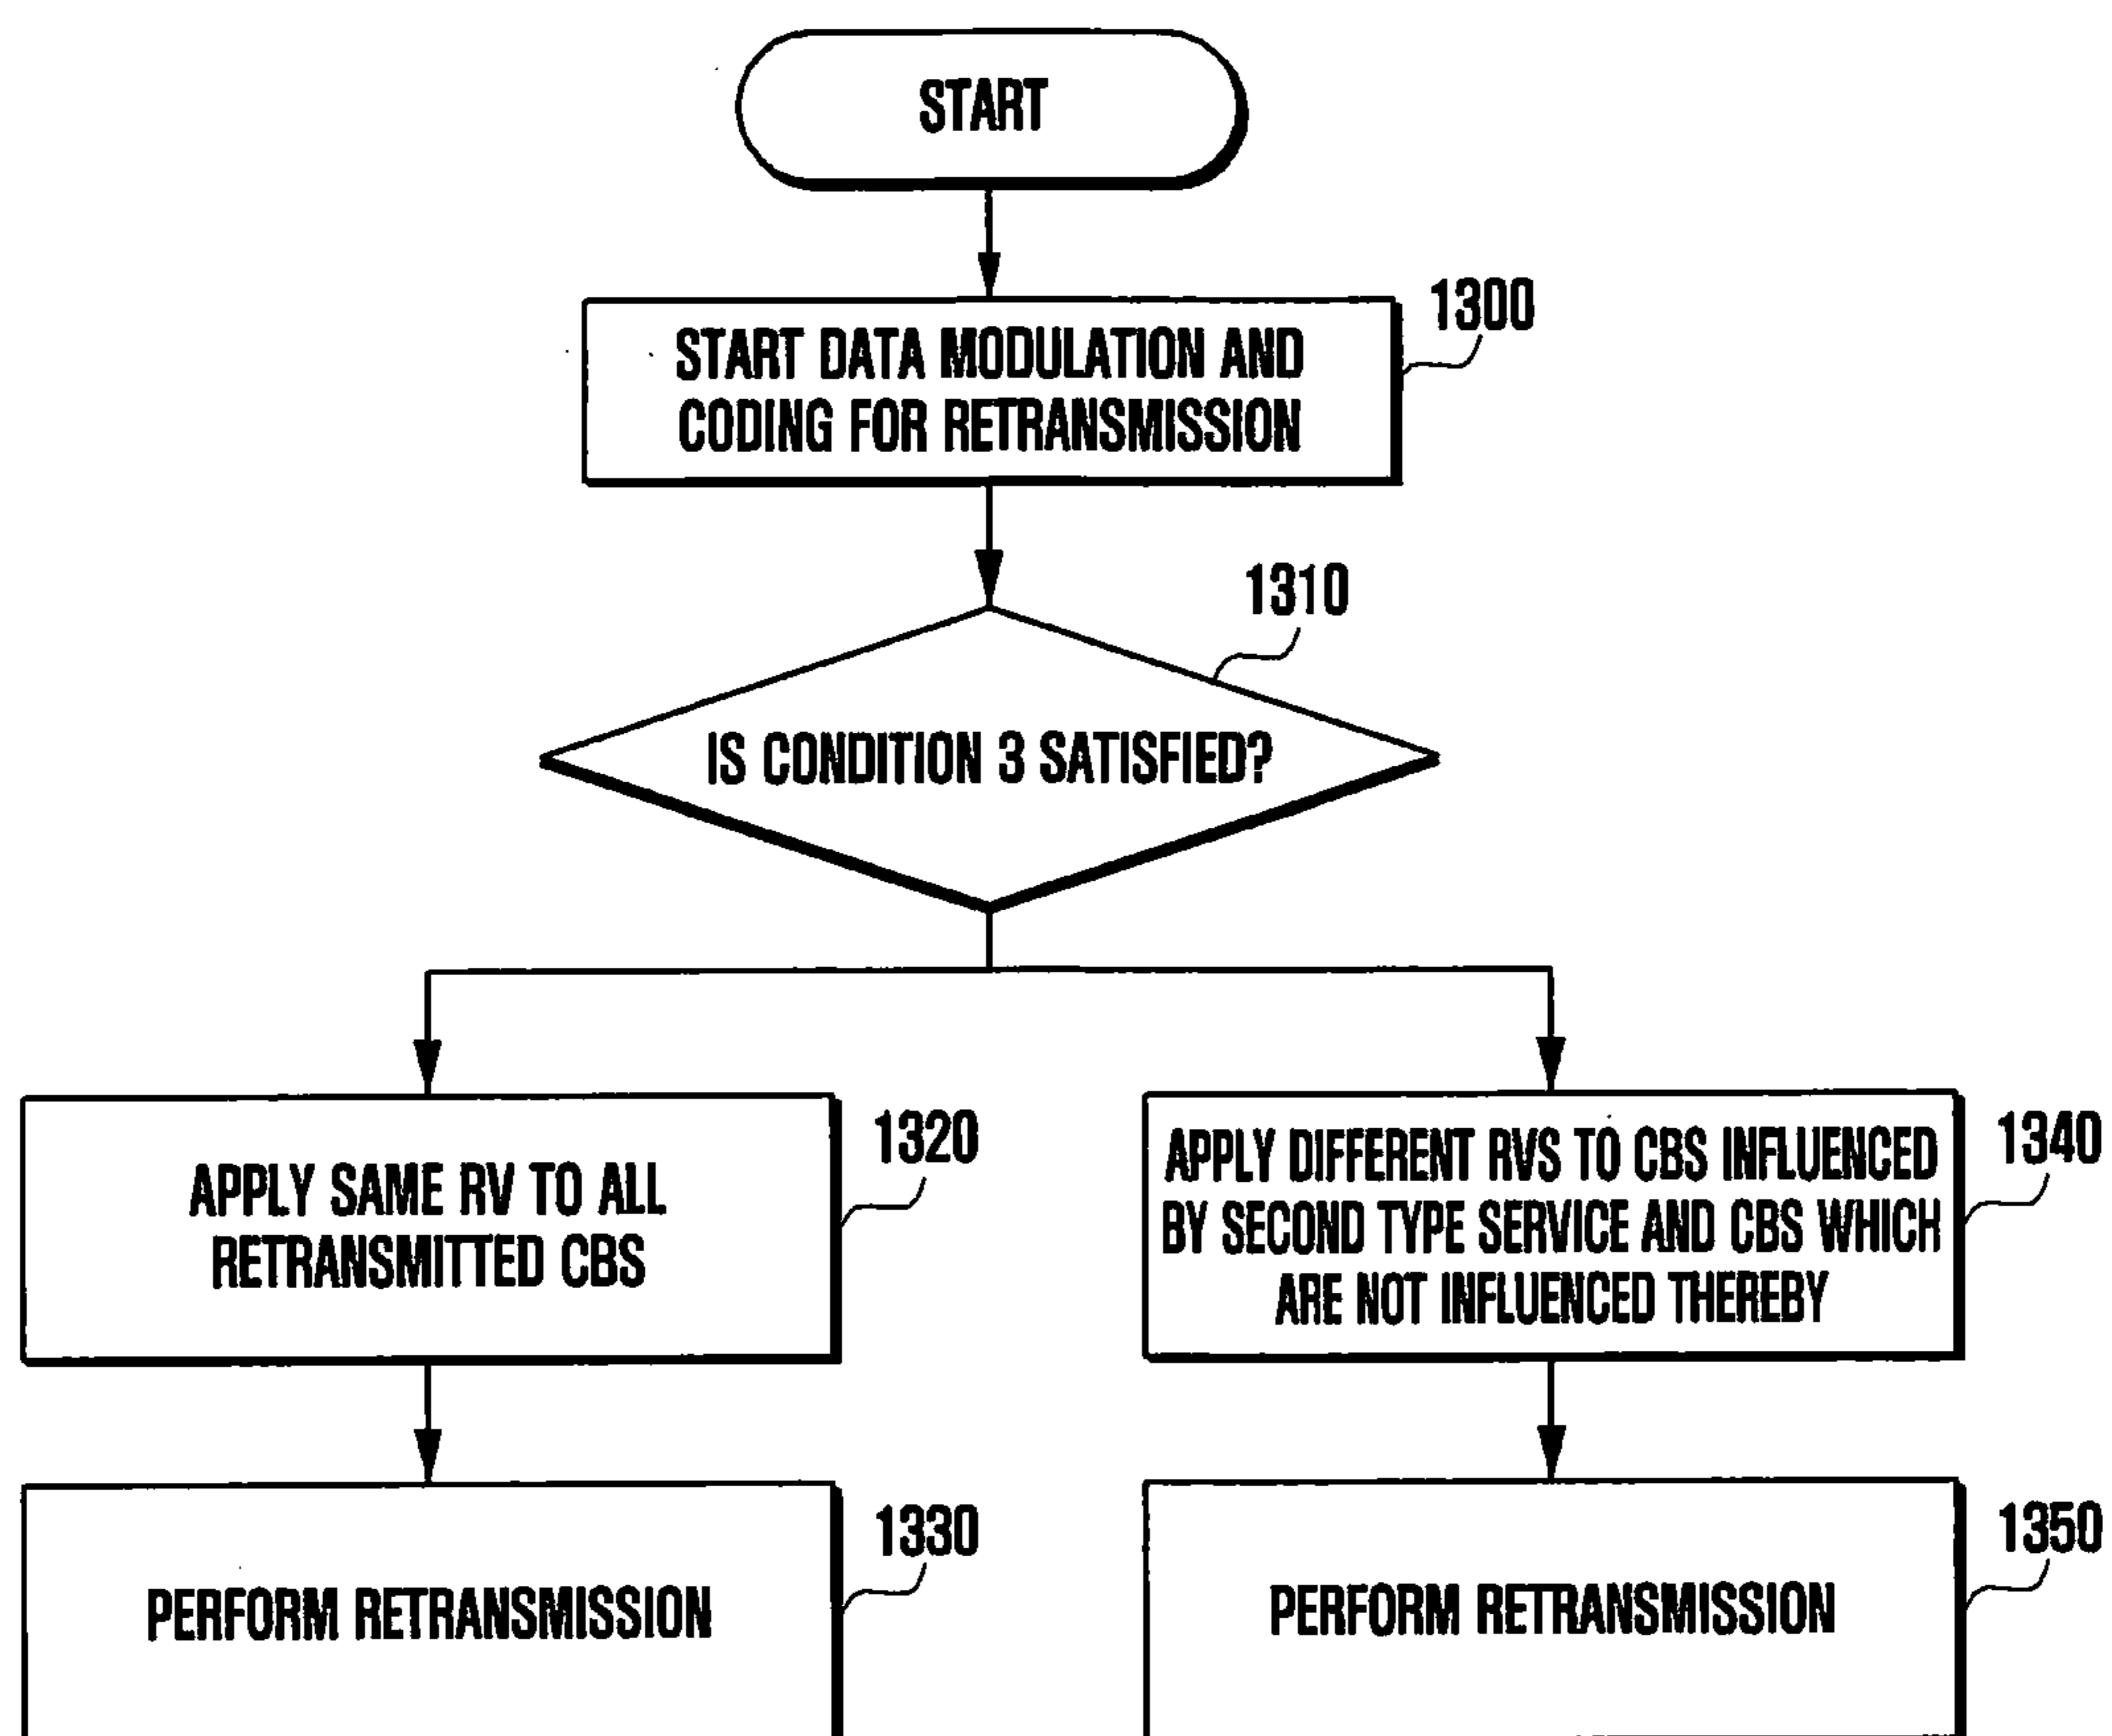 START
1300
START DATA MODULATION AND
CODING FOR RETRANSMISSION
1310
IS CONDITION 3 SATISFIED?
1320
APPLY SAME RV TO ALL
RETRANSMITTED CBS
1340
APPLY DIFFERENT RVS TO CBS INFLUENCED
BY SECOND TYPE SERVICE AND CBS WHICH
ARE NOT INFLUENCED THEREBY
1330
PERFORM RETRANSMISSION
1350
PERFORM RETRANSMISSION